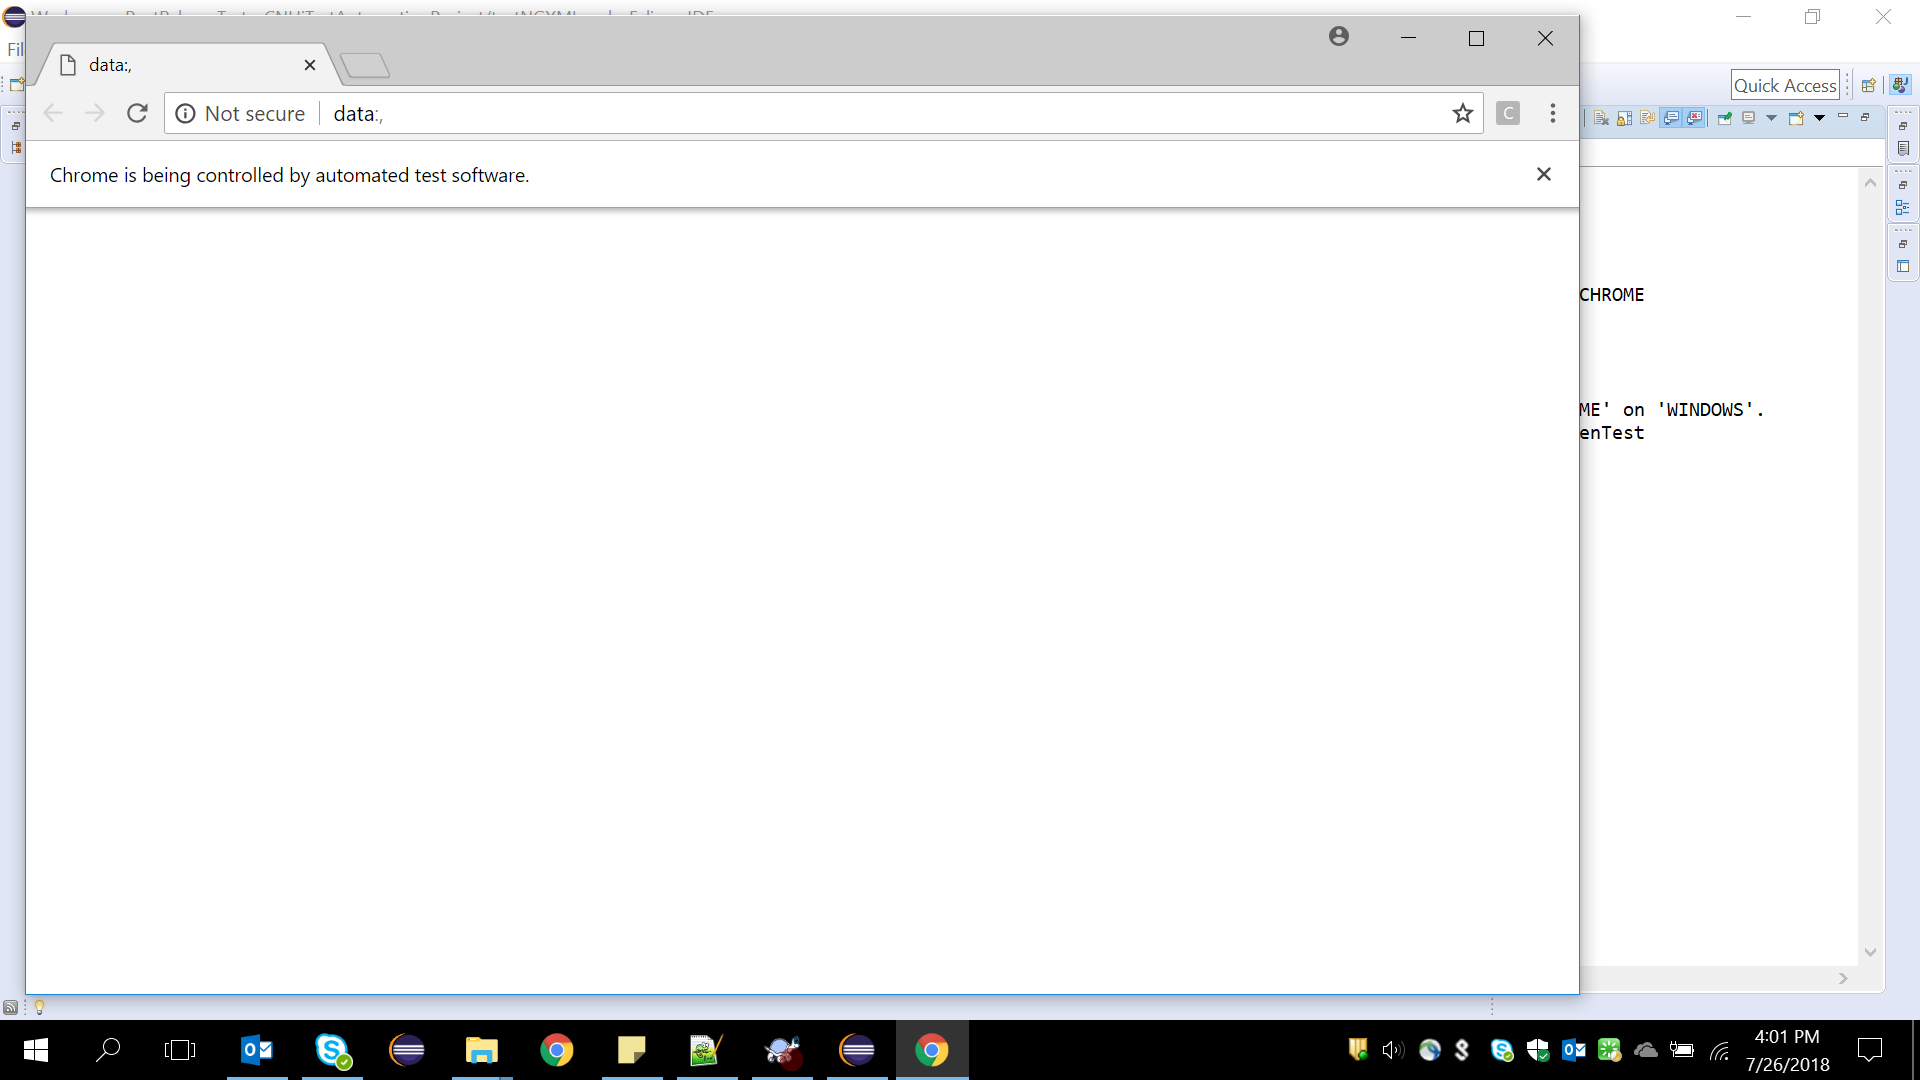 data:,
Fil
Quick Access
Not secure
data:,
C
Chrome is being controlled by automated test software.
CHROME
ME' on 'WINDOWS'.
enTest
4:01 PM
7/26/2018